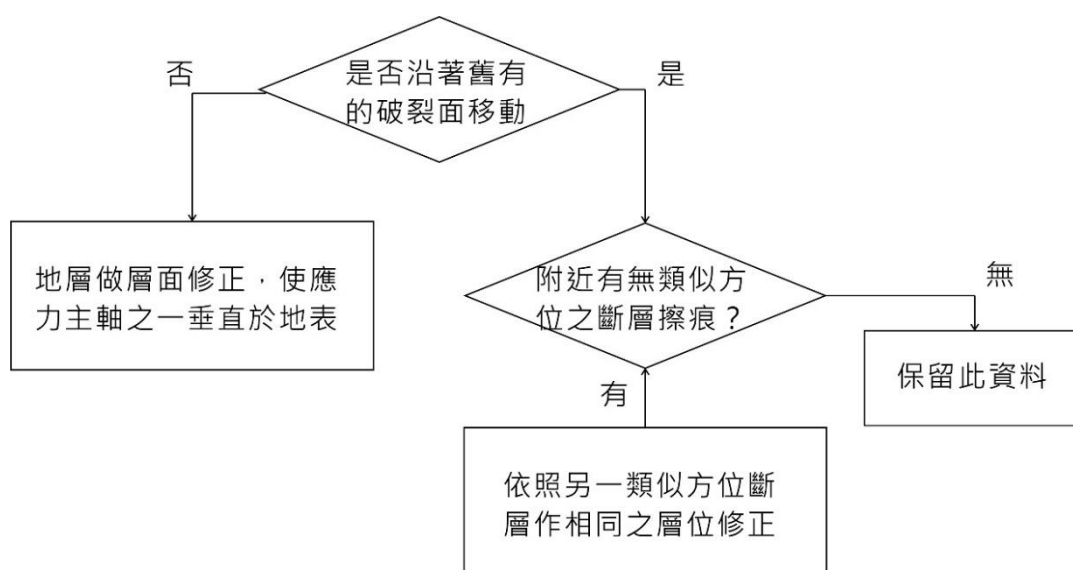 否
是否沿著舊有
的破裂面移動
是
地層做層面修正，使應
力主軸之一垂直於地表
附近有無類似方
位之斷層擦痕？
無
保留此資料
有
依照另一類似方位斷
層作相同之層位修正